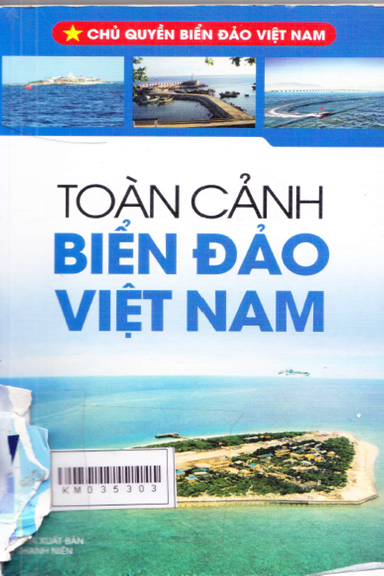 CHỦ QUYỀN BIỂN ĐẢO VIỆT NAM
TOÀN CẢNH
BIỂN ĐẢO
VIỆT NAM
KM035303
XUẤT BẢN
THANH NIÊN